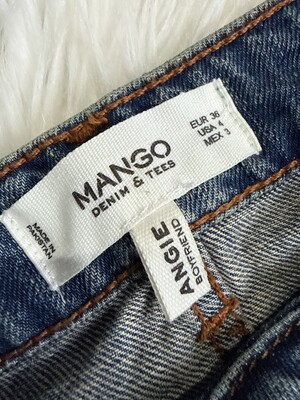 MANGO
DENIM & TEES
EUR 36
USA 4
MEX 3
MADE IN
ANGIE
BOYFRIEND